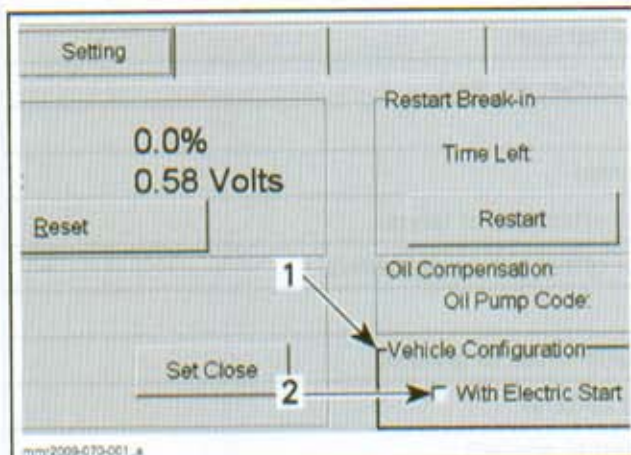 Setting
Restart Break-in
0.0%
Time Left:
0.58 Volts
Reset
Restart
1
Oil Compensation
Oil Pump Code:
Vehicle Configuration
Set Close
2
With Electric Start
mmr2009-070-001_a